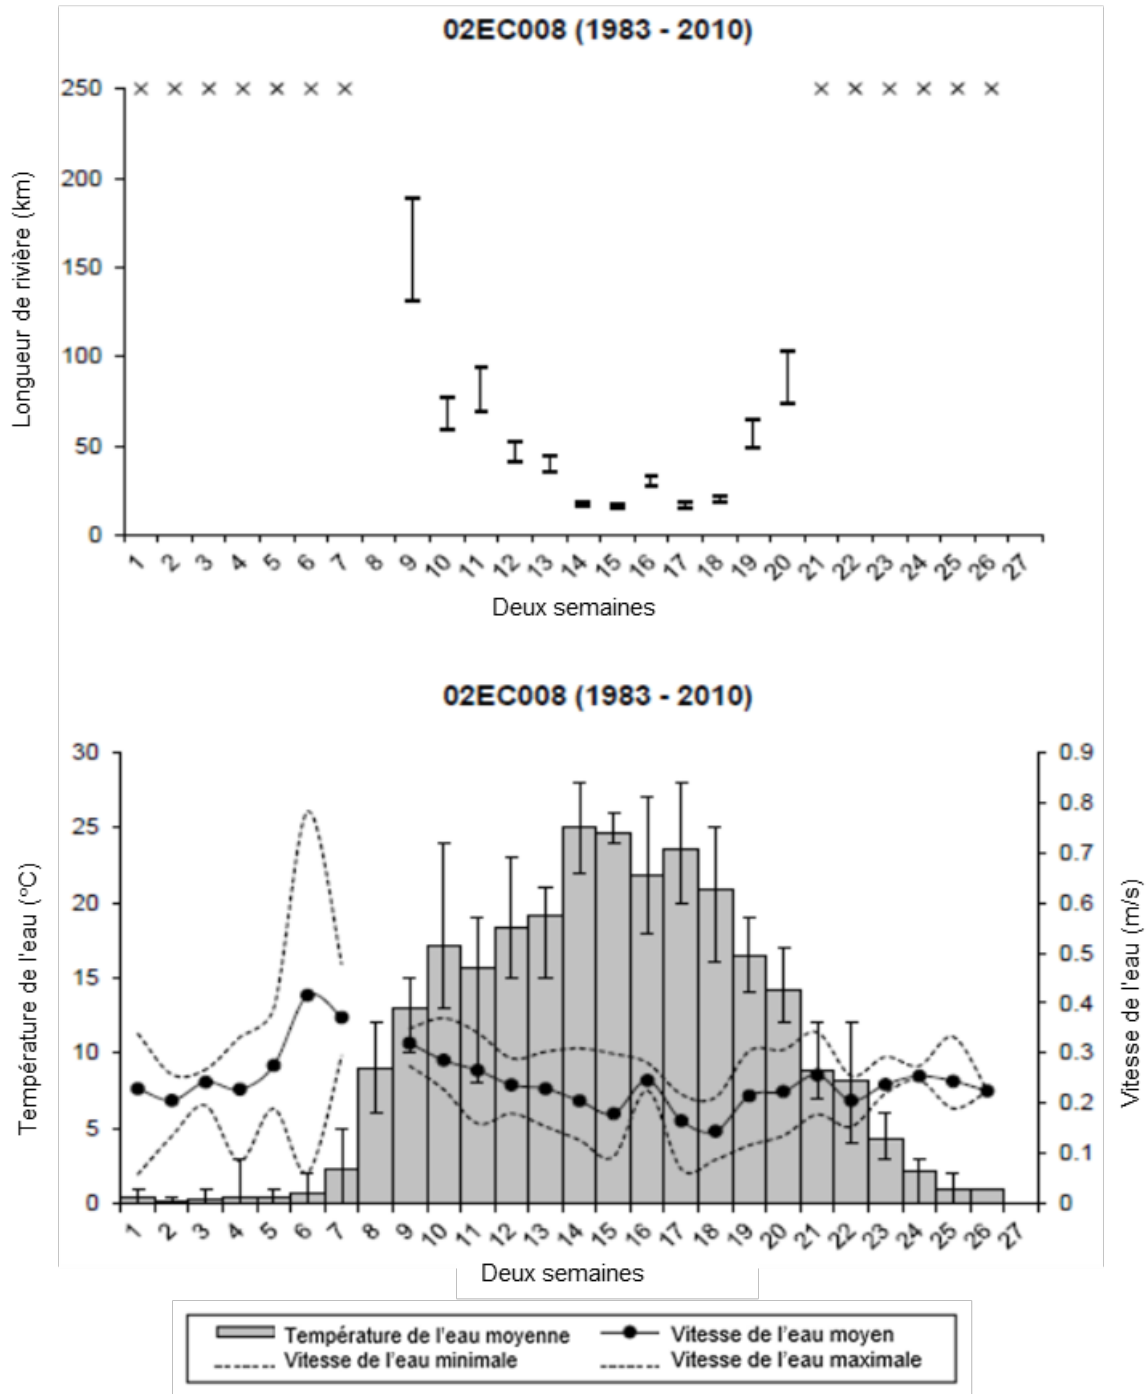 02EC008 (1983 - 2010)
Longueur de rivière (km)
250
200
150
100
50
0
1 2 3 4 5 6 7 8 9 10 11 12 13 14 15 16 17 18 19 20 21 22 23 24 25 26 27
Deux semaines
02EC008 (1983 - 2010)
Température de l'eau (°C)
30
25
20
15
10
5
0
Vitesse de l'eau (m/s)
0.9
0.8
0.7
0.6
0.5
0.4
0.3
0.2
0.1
0
1 2 3 4 5 6 7 8 9 10 11 12 13 14 15 16 17 18 19 20 21 22 23 24 25 26 27
Deux semaines
Température de l'eau moyenne
Vitesse de l'eau moyen
Vitesse de l'eau minimale
Vitesse de l'eau maximale